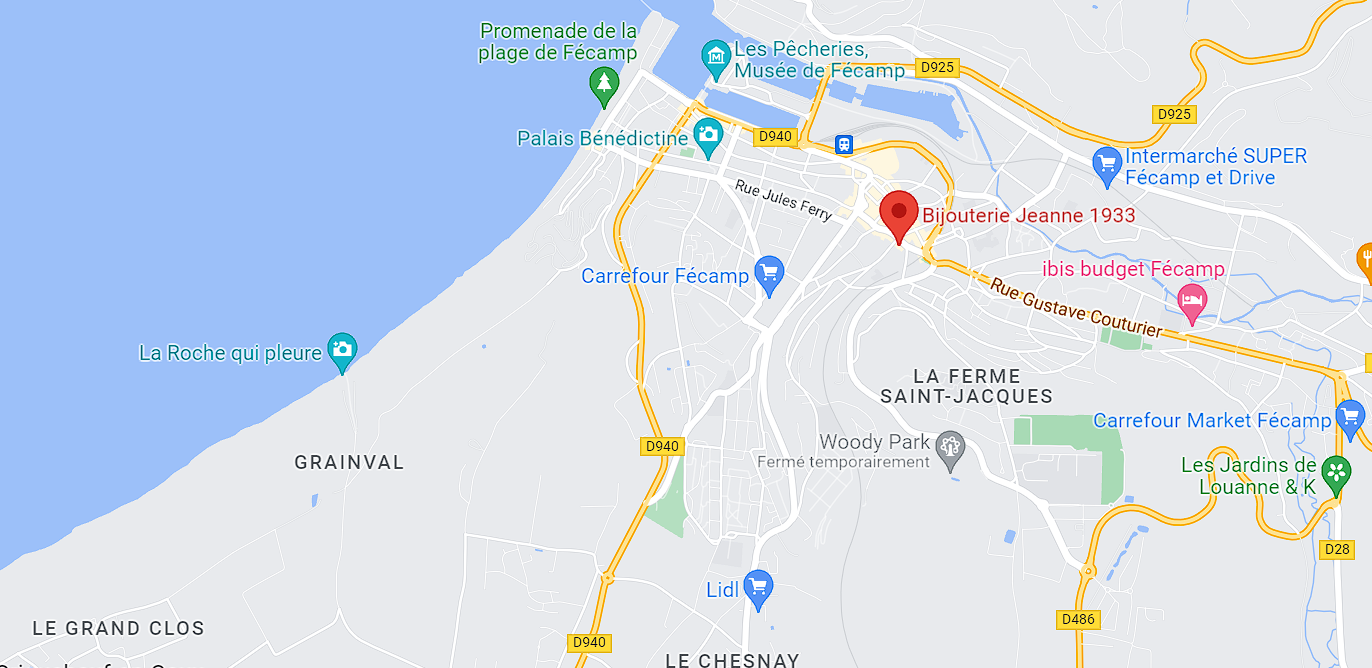 Promenade de la
plage de Fécamp
Les Pêcheries,
Musée de Fécamp
D925
D925
Palais Bénédictine
D940
Intermarché SUPER
Fécamp et Drive
Rue Jules Ferry
Bijouterie Jeanne 1933
Carrefour Fécamp
ibis budget Fécamp
Rue Gustave Couturier
La Roche qui pleure
LA FERME
SAINT-JACQUES
Carrefour Market Fécamp
D940
Woody Park
Fermé temporairement
GRAINVAL
Les Jardins de
Louanne & K
D28
Lidl
D486
LE GRAND CLOS
D940
LE CHESNAY